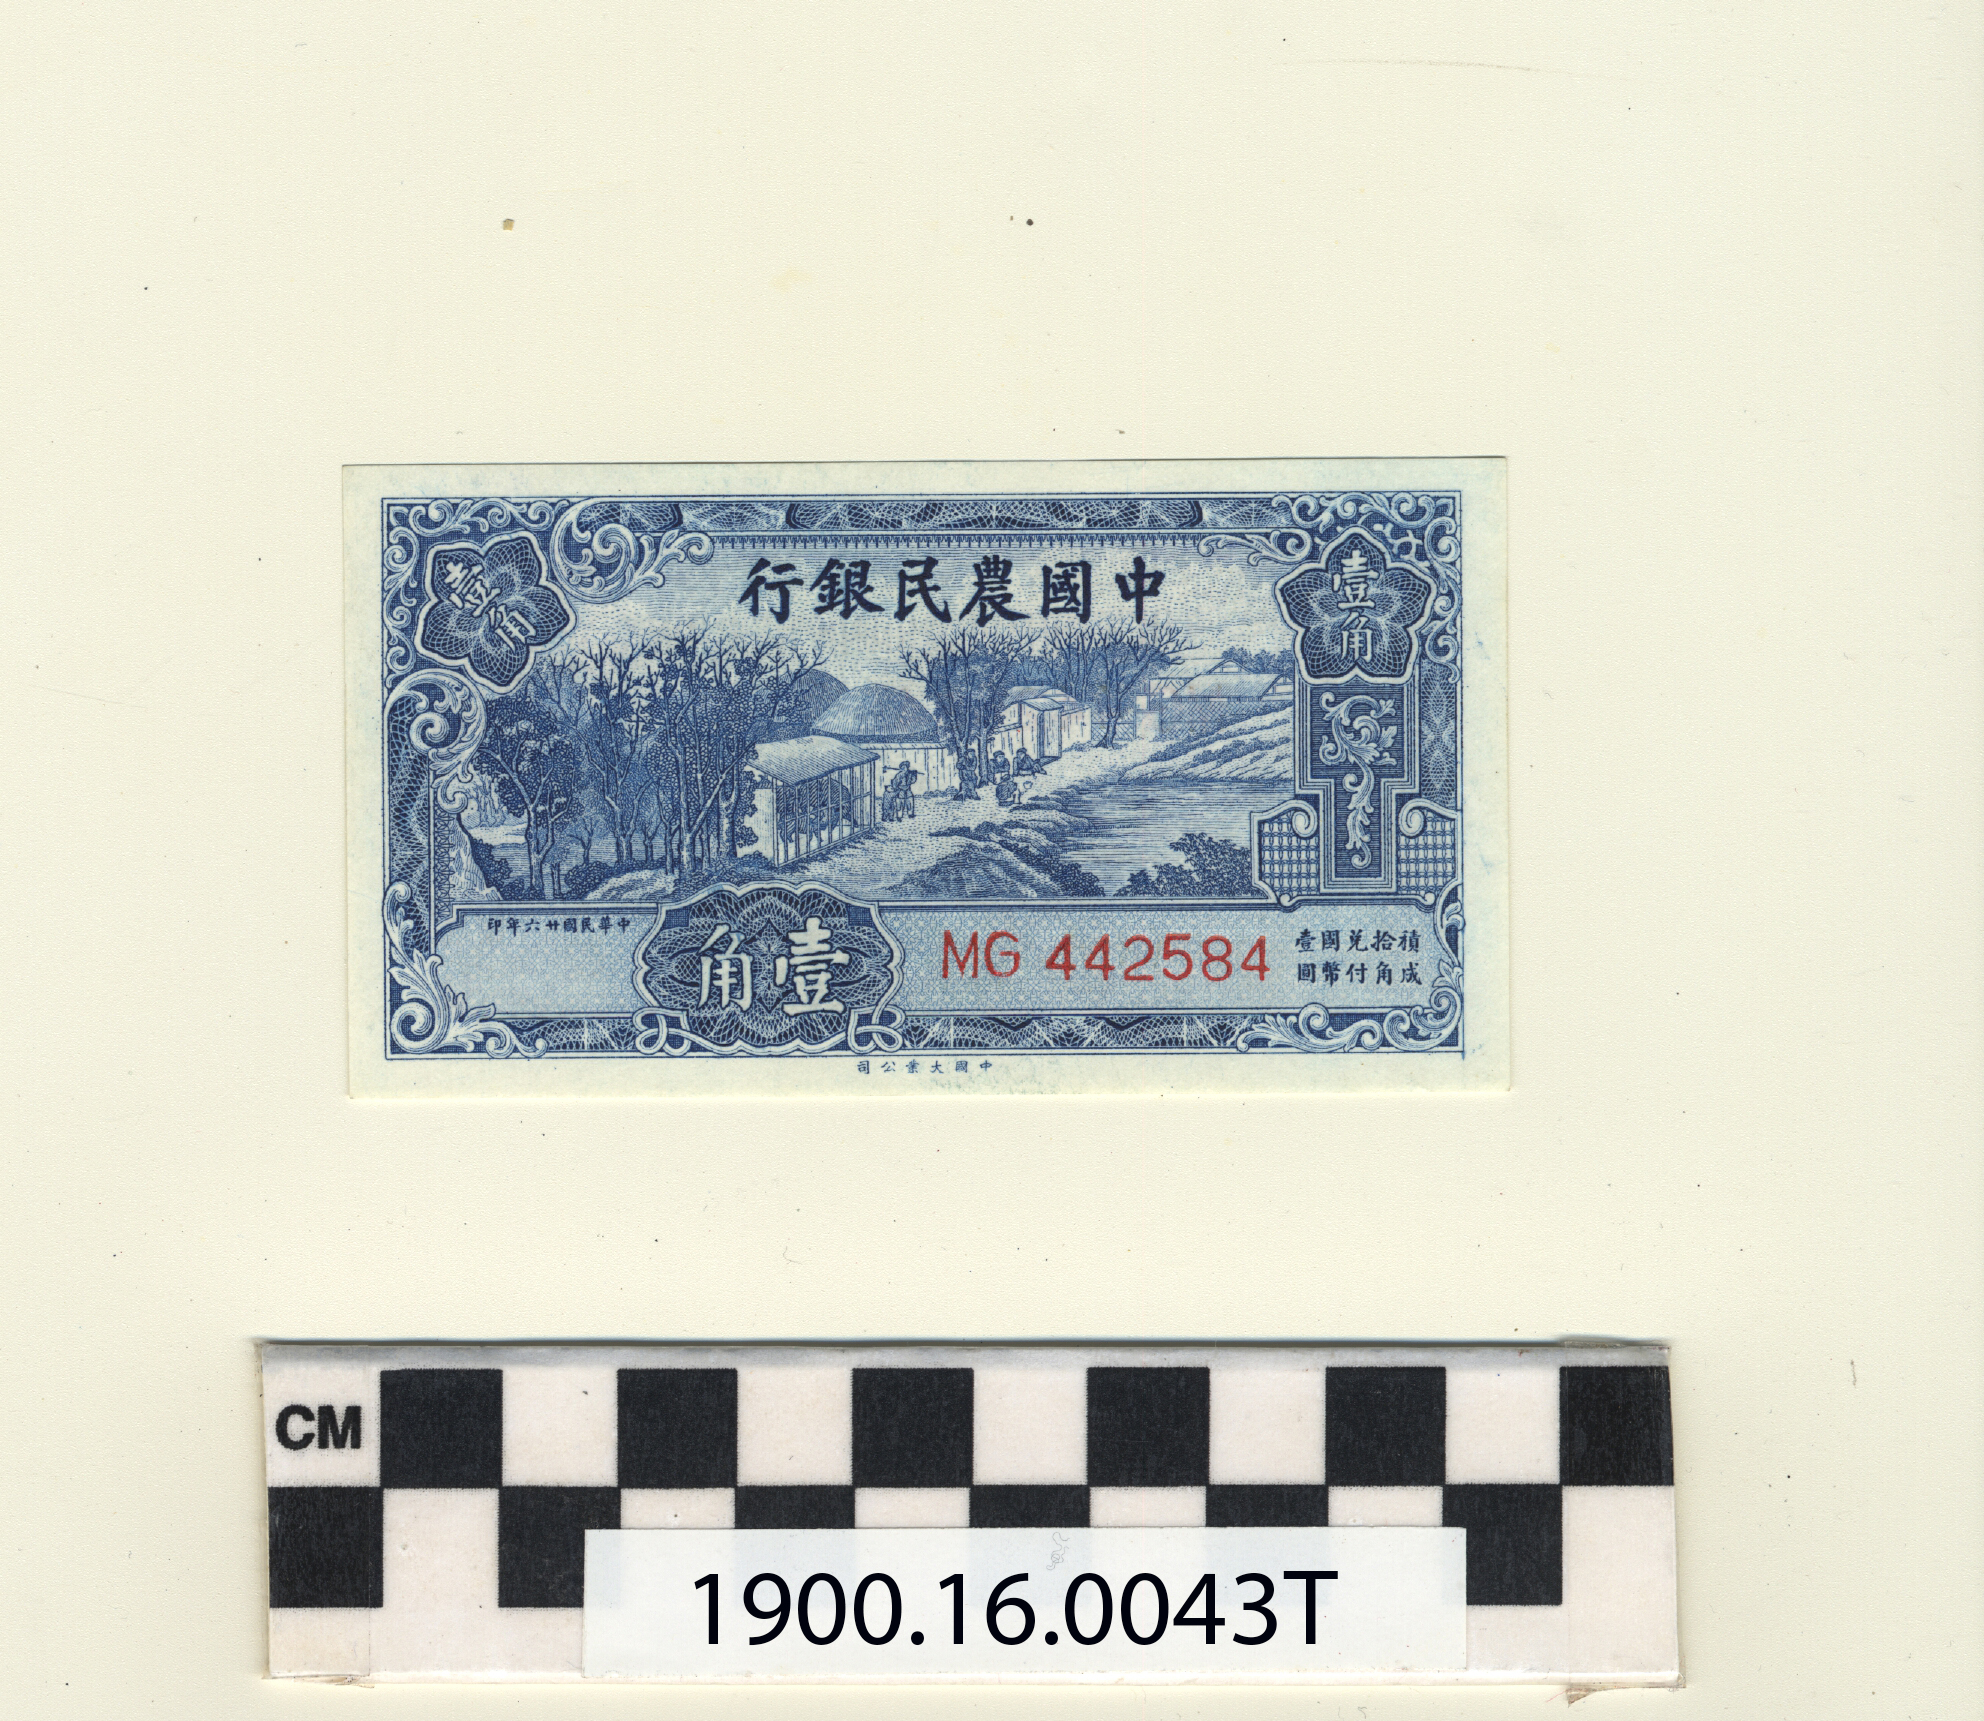 中國農民銀行
壹角
壹角
中華民國廿六年印
壹角
MG 442584
積成拾角兌付國幣壹圓
中國大業公司
CM
1900.16.0043T